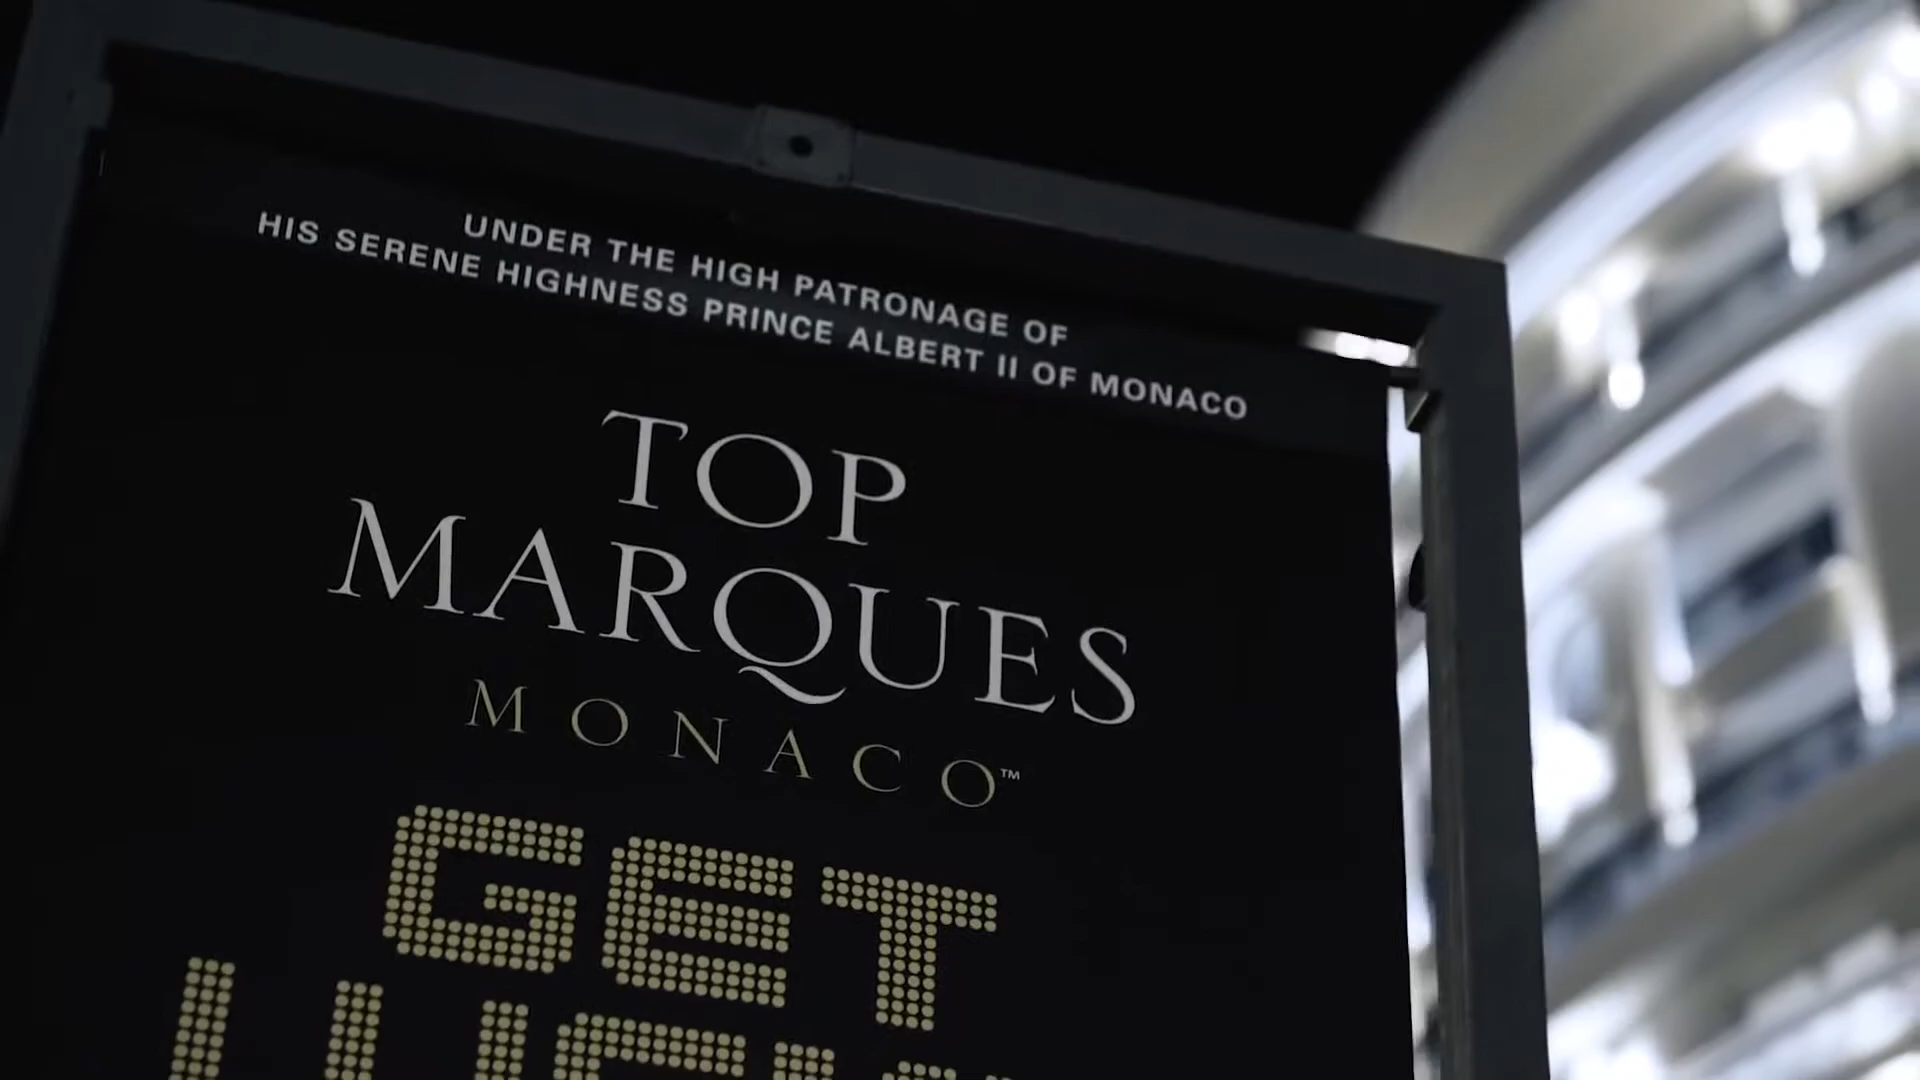 UNDER THE HIGH PATRONAGE OF
HIS SERENE HIGHNESS PRINCE ALBERT II OF MONACO
TOP
MARQUES
MONACO™
GET